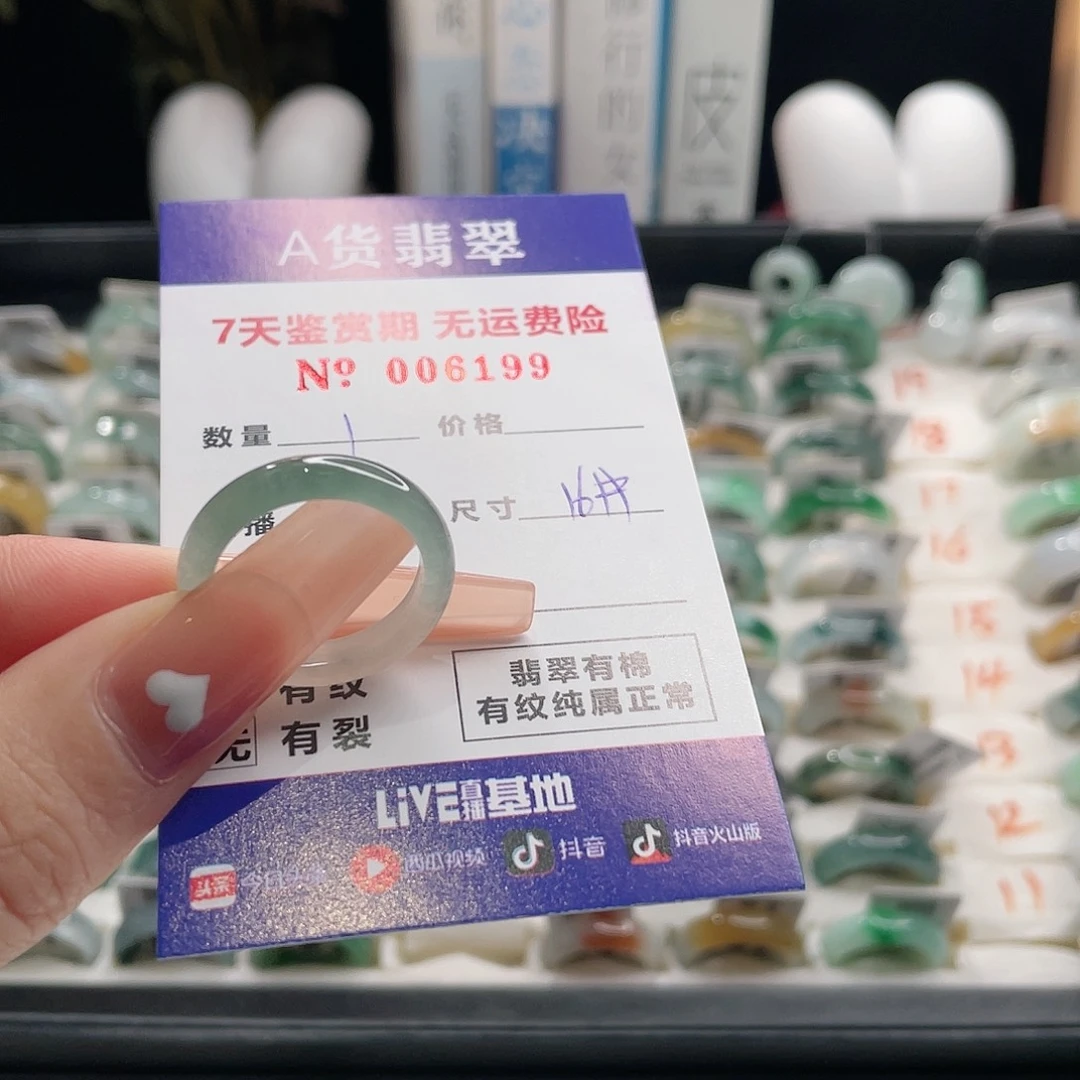 A货翡翠
7天鉴赏期 无运费险
Nº 006199
数量 1 价格
播 尺寸 16#
有纹
无 有裂
翡翠有棉
有纹纯属正常
LiVE直播基地
西瓜视频 抖音 抖音火山版
19
18
17
16
15
14
13
12
11